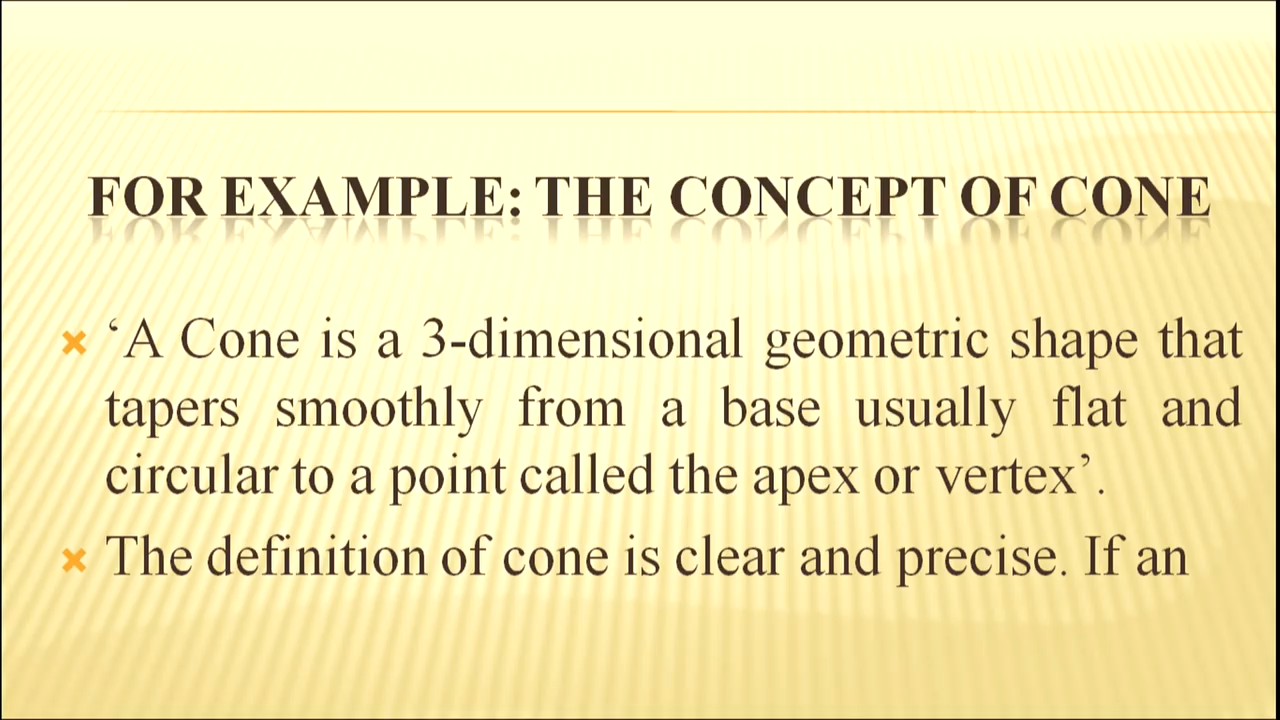 FOR EXAMPLE: THE CONCEPT OF CONE
‘A Cone is a 3-dimensional geometric shape that
tapers smoothly from a base usually flat and
circular to a point called the apex or vertex’.
The definition of cone is clear and precise. If an